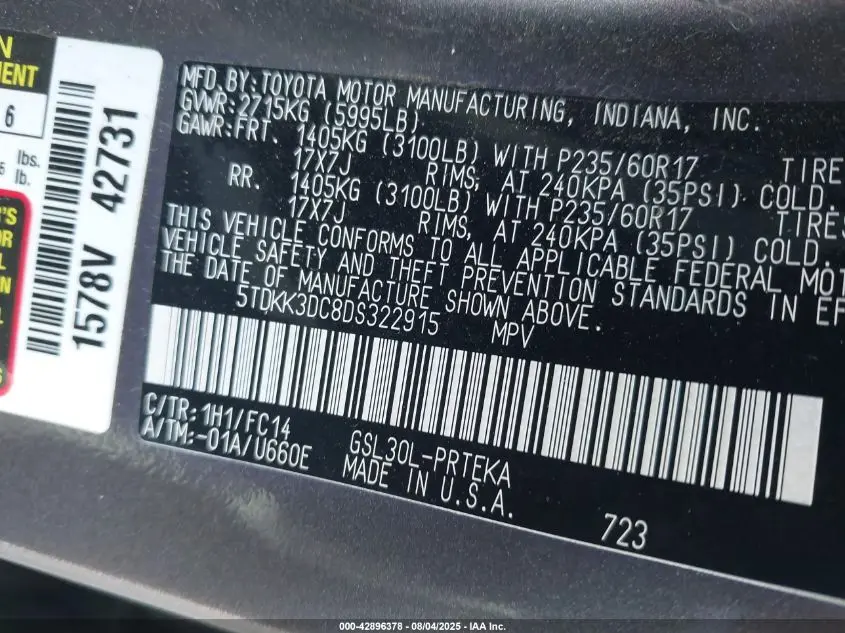 N
MENT
6
lbs.
lb.
'S
OR
L
N
S
1578V 42731
MFD. BY: TOYOTA MOTOR MANUFACTURING, INDIANA, INC.
GVWR: 2715KG (5995LB)
GAWR: FRT. 1405KG (3100LB) WITH P235/60R17 TIRE
17X7J RIMS, AT 240KPA (35PSI) COLD.
RR. 1405KG (3100LB) WITH P235/60R17 TIRES
17X7J RIMS, AT 240KPA (35PSI) COLD.
THIS VEHICLE CONFORMS TO ALL APPLICABLE FEDERAL MOT
VEHICLE SAFETY AND THEFT PREVENTION STANDARDS IN EF
THE DATE OF MANUFACTURE SHOWN ABOVE.
5TDKK3DC8DS322915 MPV
C/TR: 1H1/FC14
A/TM: -01A/U660E
GSL30L-PRTEKA
MADE IN U.S.A.
723
000-42896378 - 08/04/2025 - IAA Inc.